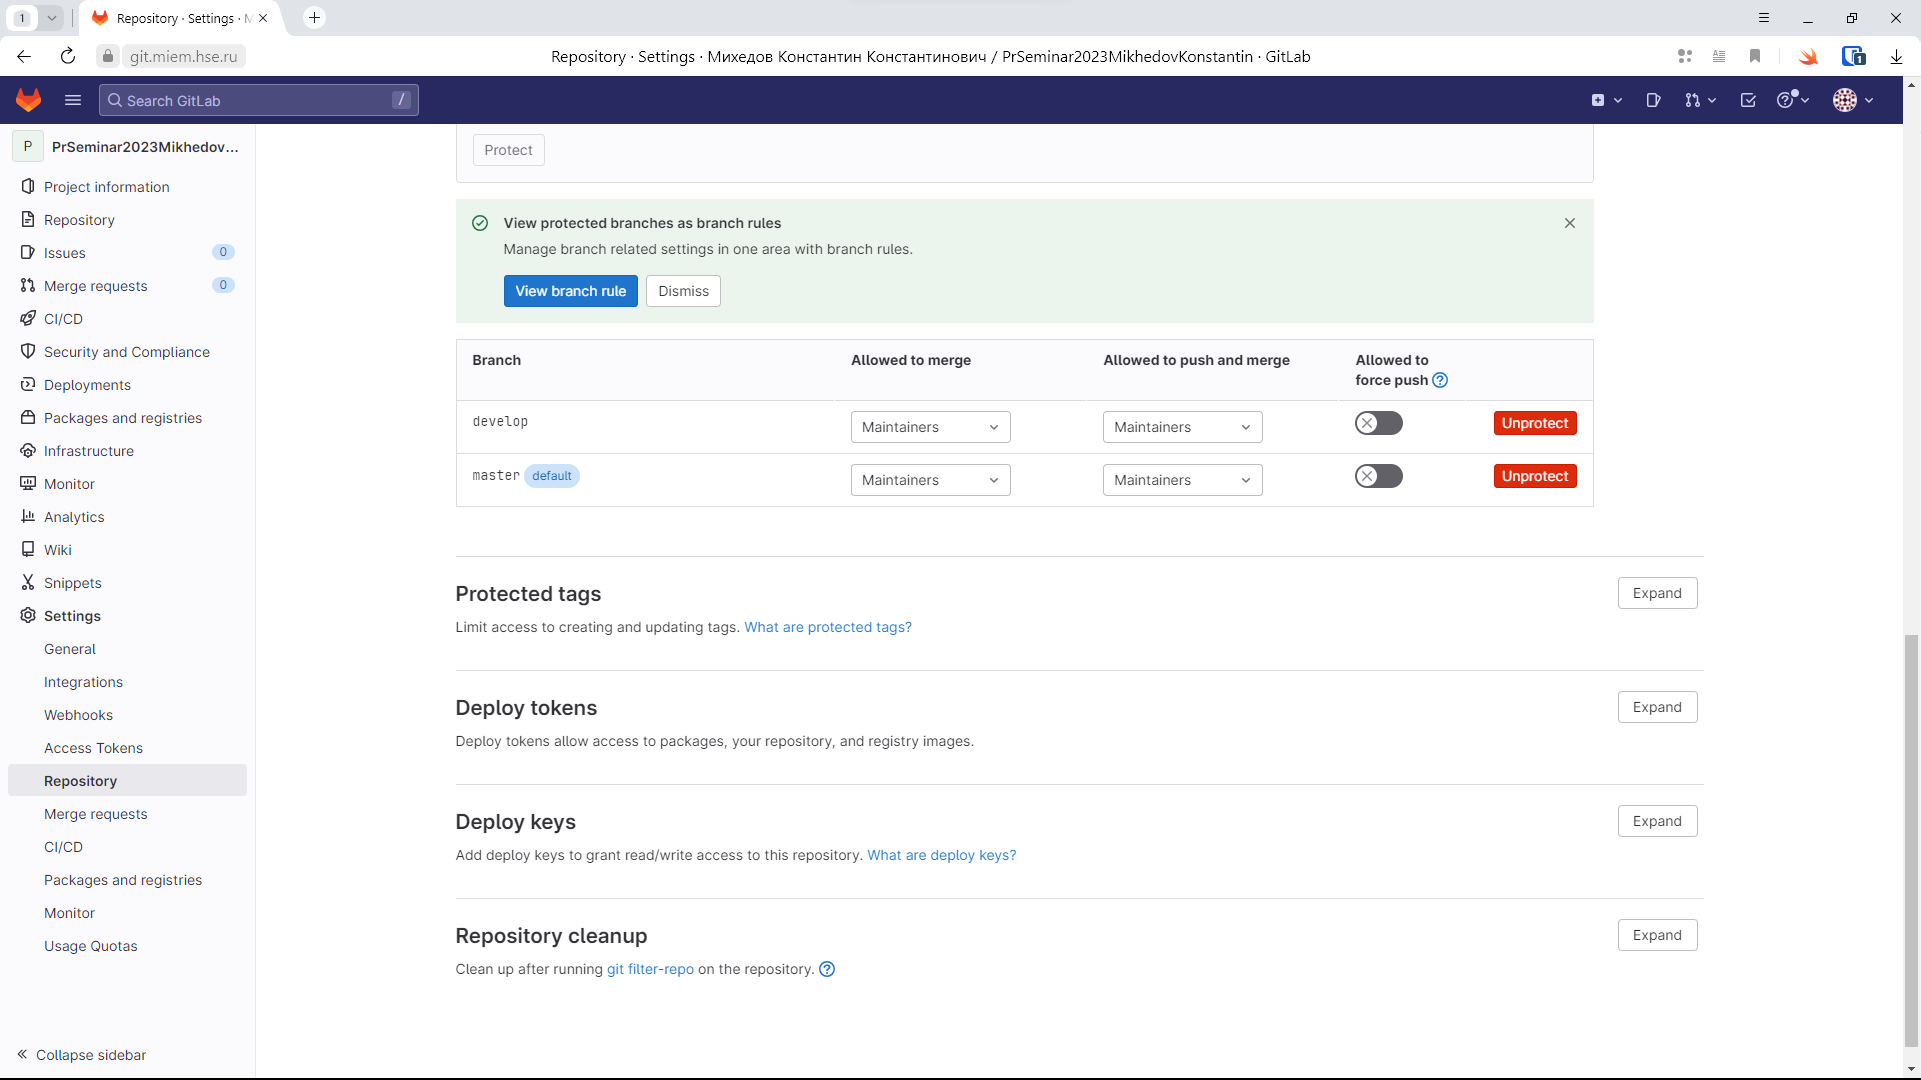 1
Repository · Settings · M
git.miem.hse.ru
Repository · Settings · Михедов Константин Константинович / PrSeminar2023MikhedovKonstantin · GitLab
1
Search GitLab
/
P
PrSeminar2023Mikhedov...
Project information
Repository
Issues
0
Merge requests
0
CI/CD
Security and Compliance
Deployments
Packages and registries
Infrastructure
Monitor
Analytics
Wiki
Snippets
Settings
General
Integrations
Webhooks
Access Tokens
Repository
Merge requests
CI/CD
Packages and registries
Monitor
Usage Quotas
Collapse sidebar
Protect
View protected branches as branch rules
Manage branch related settings in one area with branch rules.
View branch rule
Dismiss
Branch
Allowed to merge
Allowed to push and merge
Allowed to
force push
develop
Maintainers
Maintainers
Unprotect
master default
Maintainers
Maintainers
Unprotect
Protected tags
Expand
Limit access to creating and updating tags. What are protected tags?
Deploy tokens
Expand
Deploy tokens allow access to packages, your repository, and registry images.
Deploy keys
Expand
Add deploy keys to grant read/write access to this repository. What are deploy keys?
Repository cleanup
Expand
Clean up after running git filter-repo on the repository.